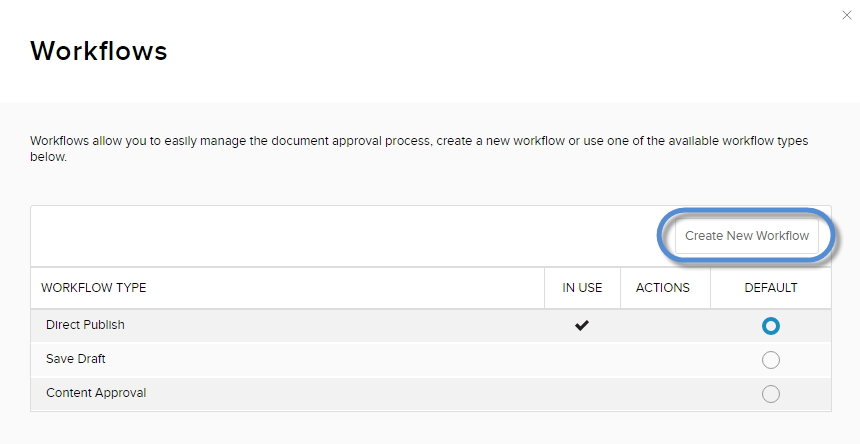 Workflows
Workflows allow you to easily manage the document approval process, create a new workflow or use one of the available workflow types
below.
Create New Workflow
WORKFLOW TYPE IN USE ACTIONS DEFAULT
Direct Publish
Save Draft
Content Approval